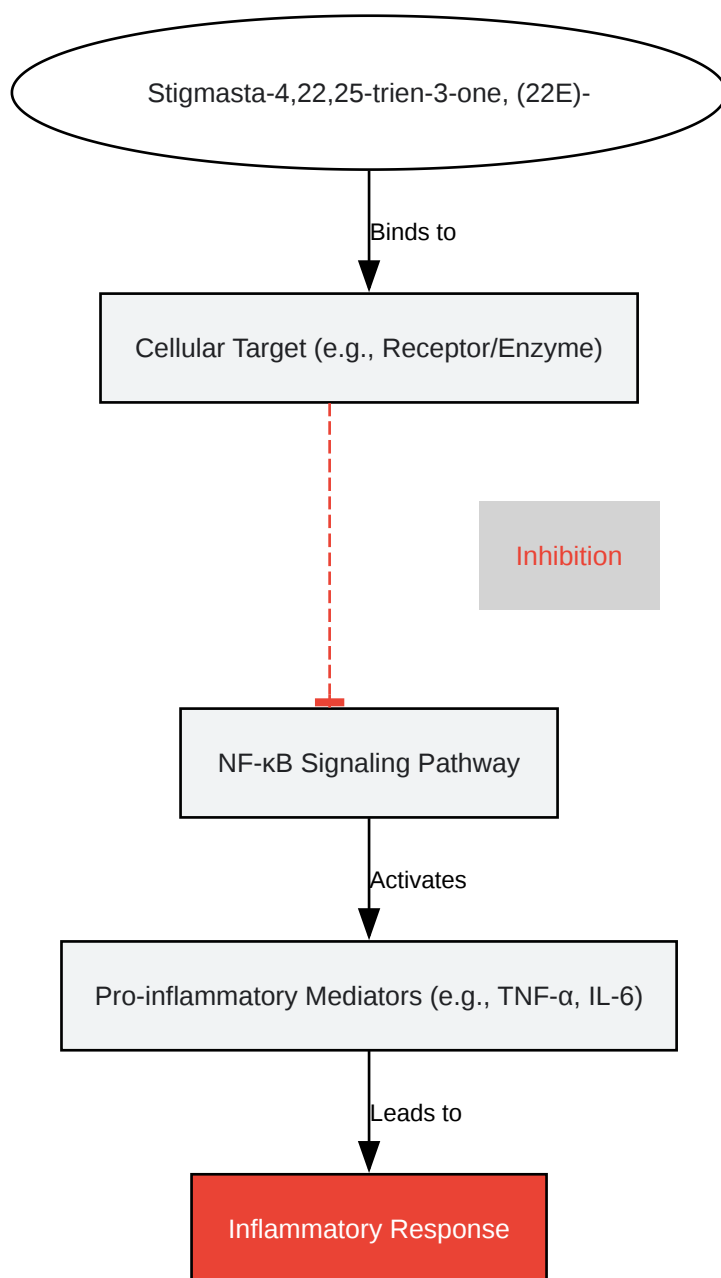 Stigmasta-4,22,25-trien-3-one, (22E)-
Binds to
Cellular Target (e.g., Receptor/Enzyme)
Inhibition
NF-κB Signaling Pathway
Activates
Pro-inflammatory Mediators (e.g., TNF-α, IL-6)
Leads to
Inflammatory Response